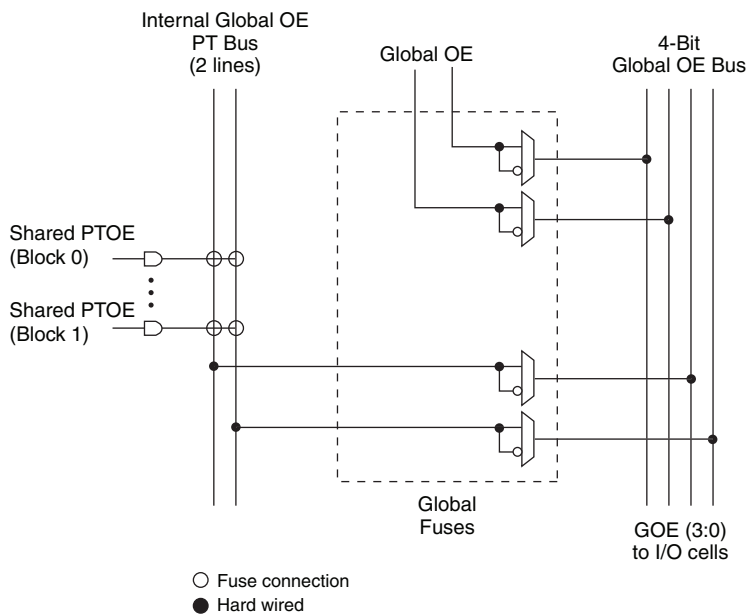 Internal Global OE
PT Bus
(2 lines)
Global OE
4-Bit
Global OE Bus
Shared PTOE
(Block 0)
Shared PTOE
(Block 1)
Global
Fuses
GOE (3:0)
to I/O cells
Fuse connection
Hard wired